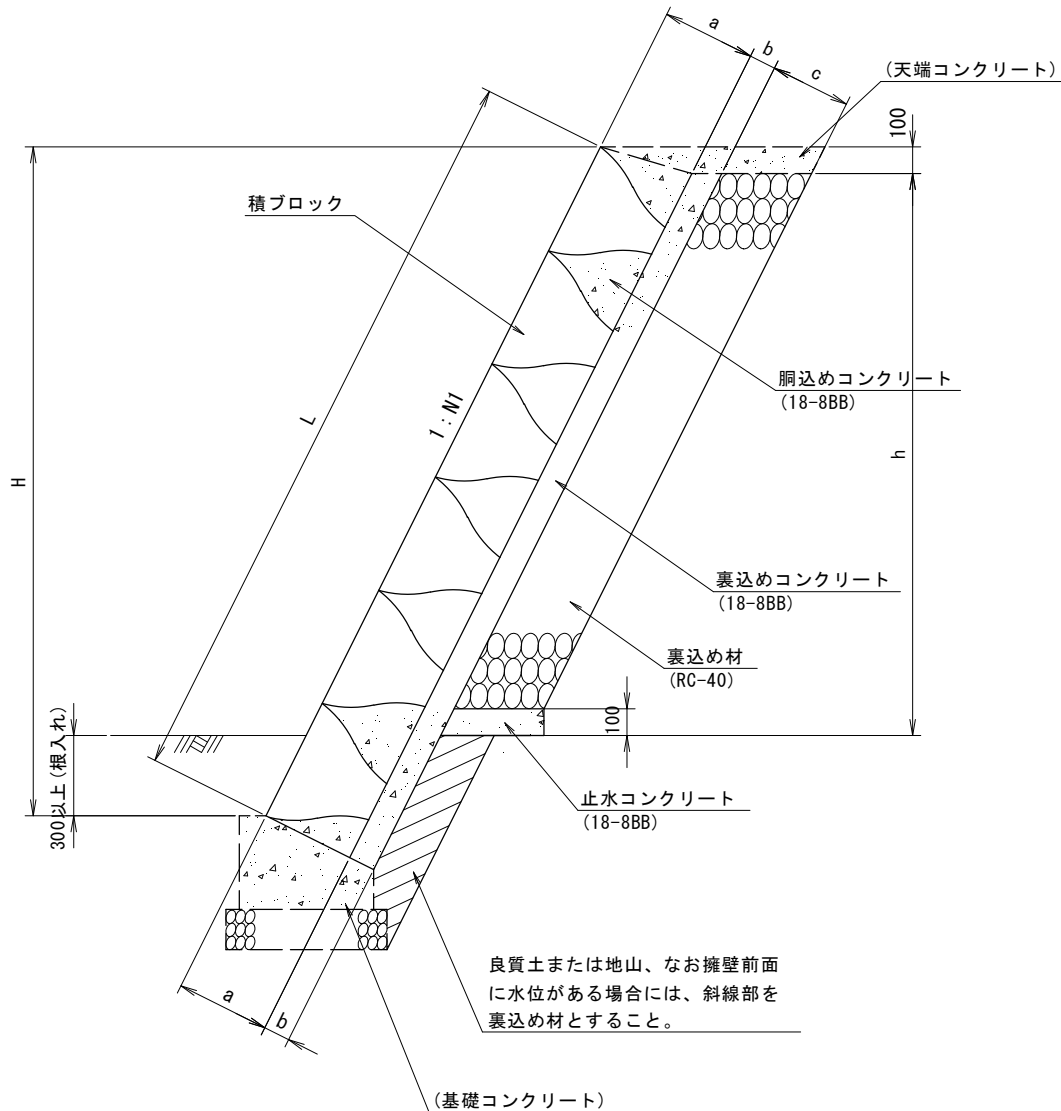 a
b
c
(天端コンクリート)
100
積ブロック
L
1:N1
H
胴込めコンクリート
(18-8BB)
h
裏込めコンクリート
(18-8BB)
裏込め材
(RC-40)
100
300以上(根入れ)
止水コンクリート
(18-8BB)
良質土または地山、なお擁壁前面
に水位がある場合には、斜線部を
裏込め材とすること。
a
b
(基礎コンクリート)